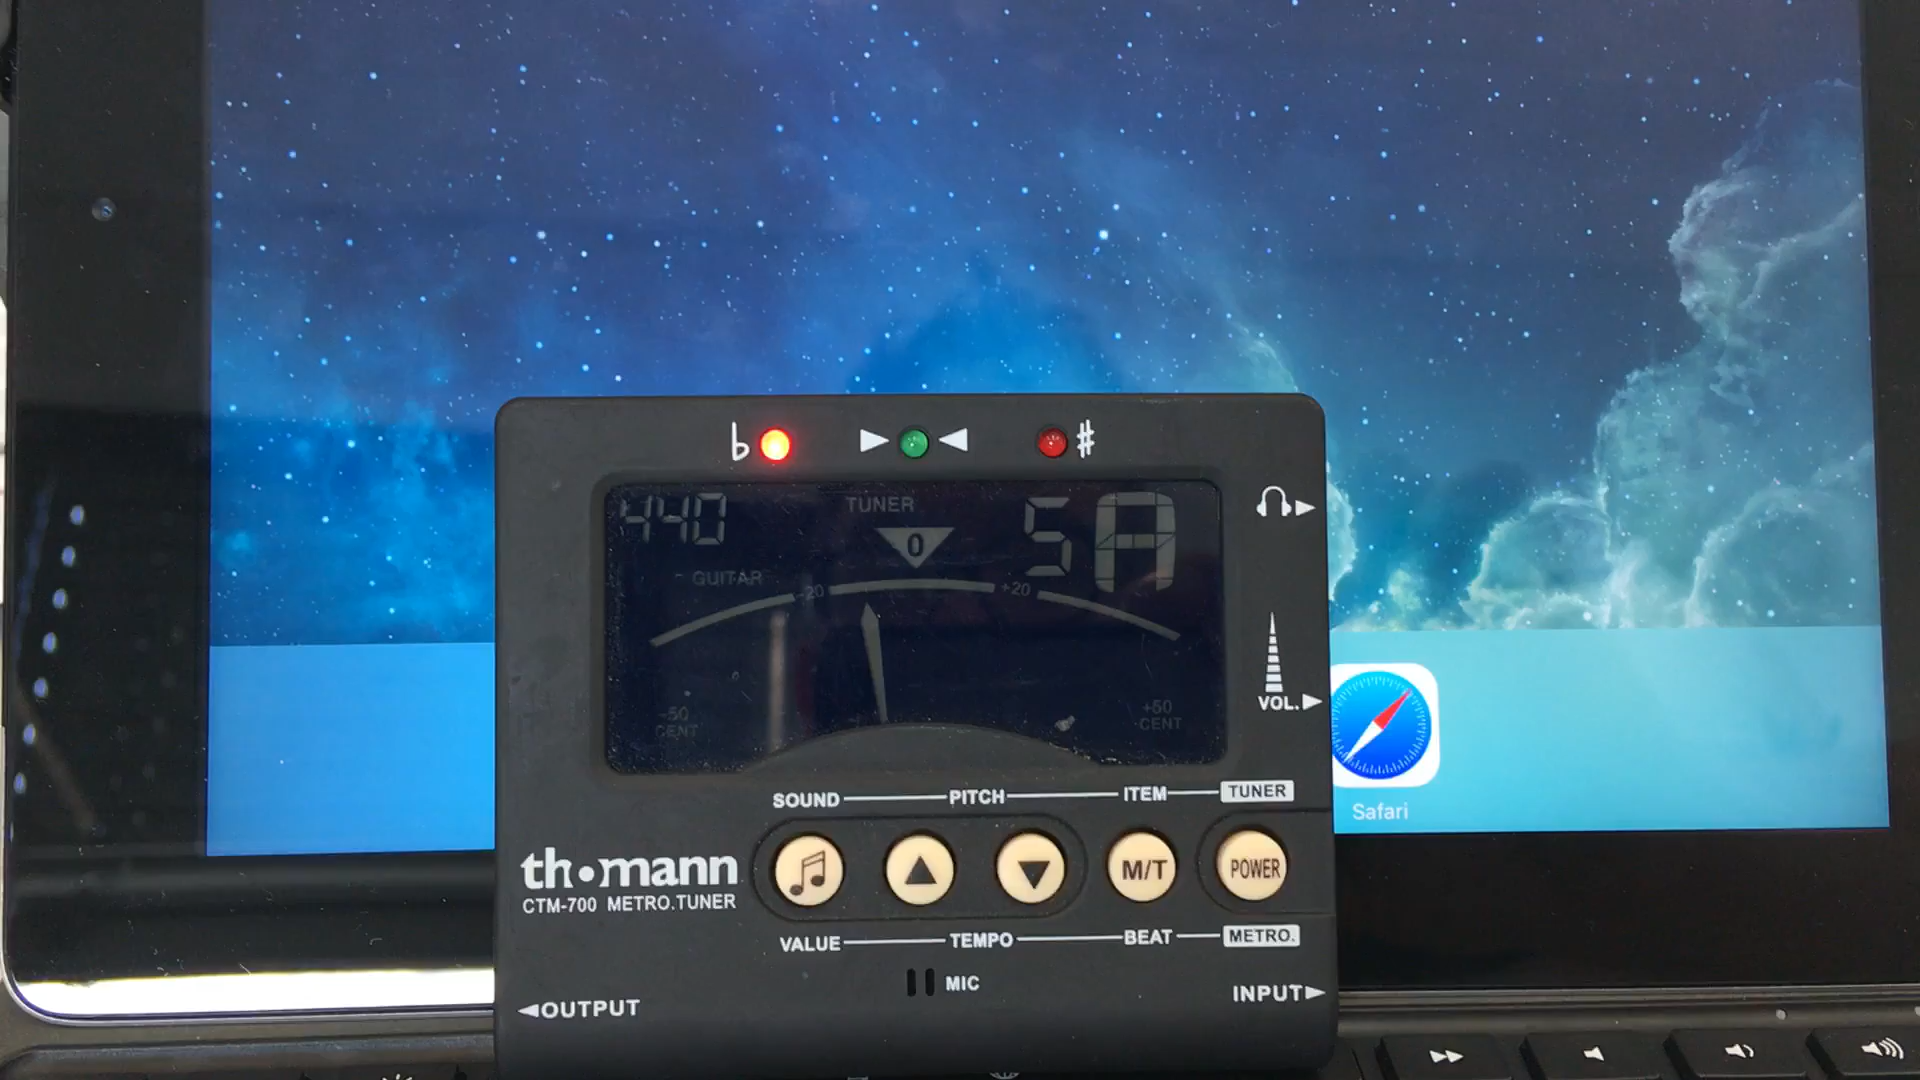 ♭ ▶ ◀ ♯
440 TUNER 5A
0
GUITAR
-20 +20
-50 CENT
+50 CENT
VOL.▶
SOUND PITCH ITEM TUNER
M/T POWER
th•mann
CTM-700 METRO.TUNER
VALUE TEMPO BEAT METRO.
MIC
◀OUTPUT
INPUT▶
Safari